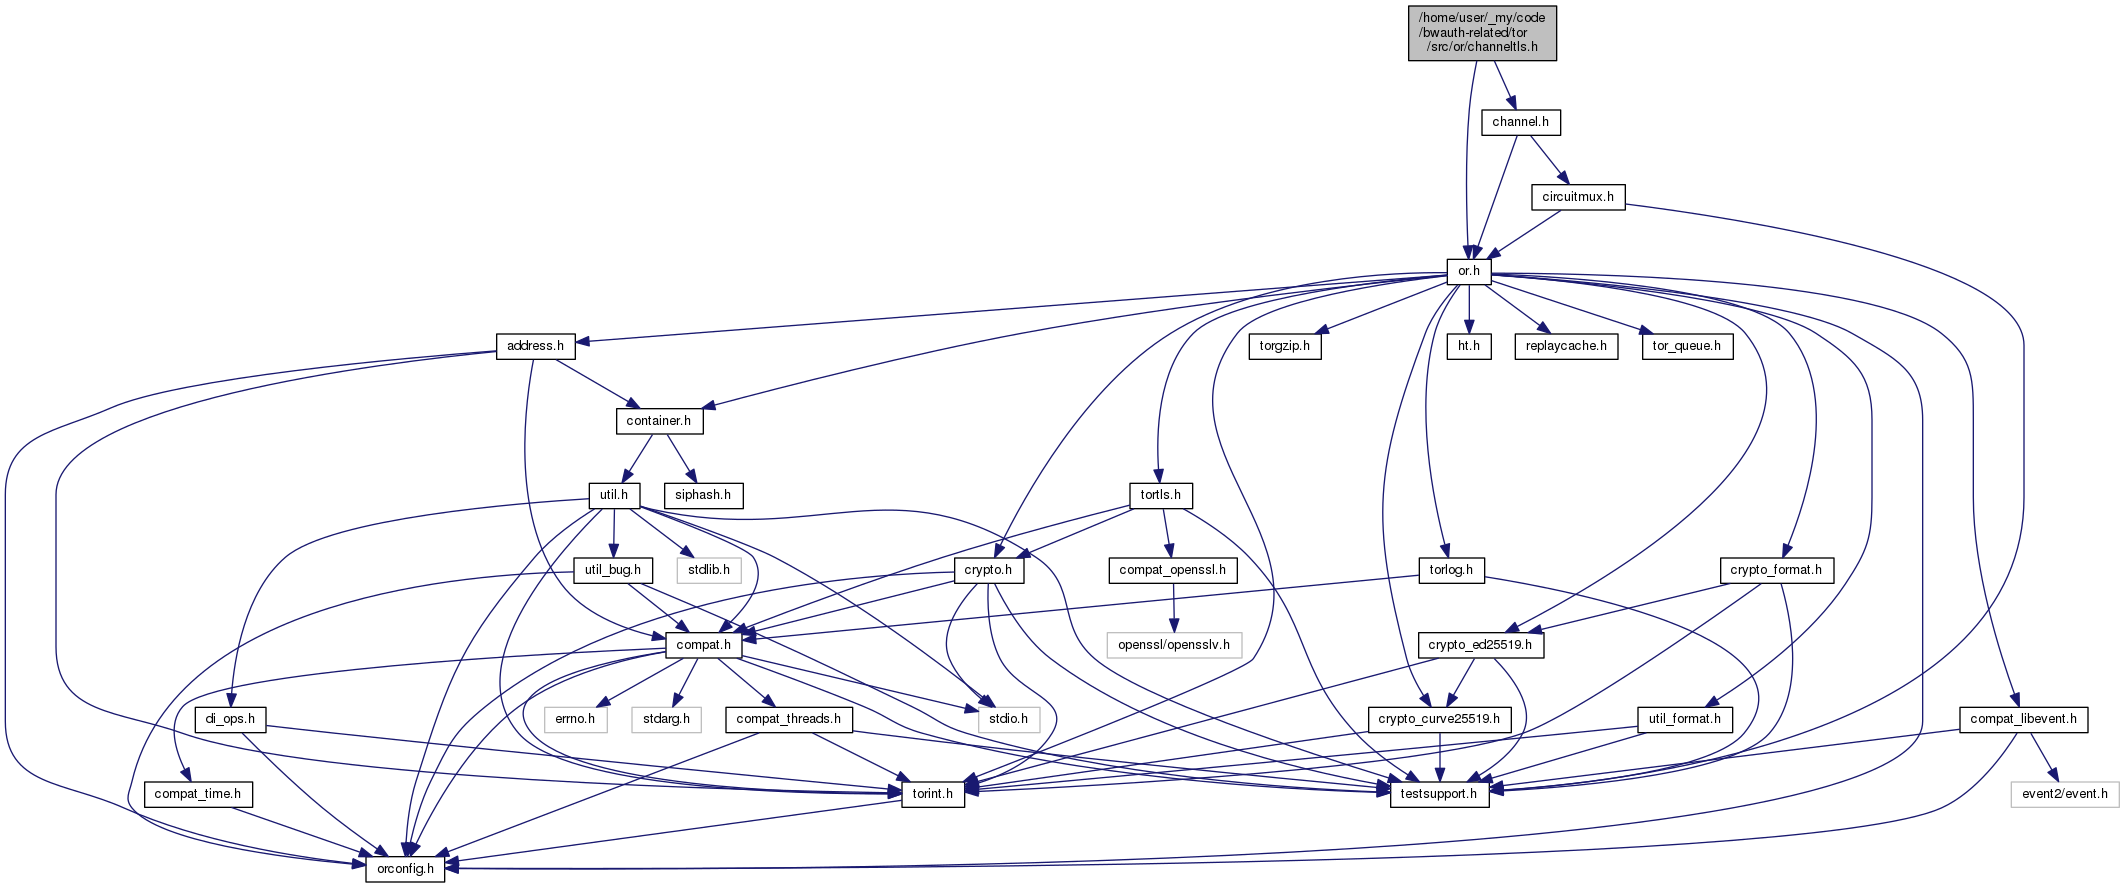 /home/user/_my/code
/bwauth-related/tor
/src/or/channeltls.h
channel.h
circuitmux.h
or.h
address.h
torgzip.h
ht.h
replaycache.h
tor_queue.h
container.h
util.h
siphash.h
tortls.h
util_bug.h
stdlib.h
crypto.h
compat_openssl.h
torlog.h
crypto_format.h
compat.h
openssl/opensslv.h
crypto_ed25519.h
di_ops.h
errno.h
stdarg.h
compat_threads.h
stdio.h
crypto_curve25519.h
util_format.h
compat_libevent.h
compat_time.h
torint.h
testsupport.h
event2/event.h
orconfig.h